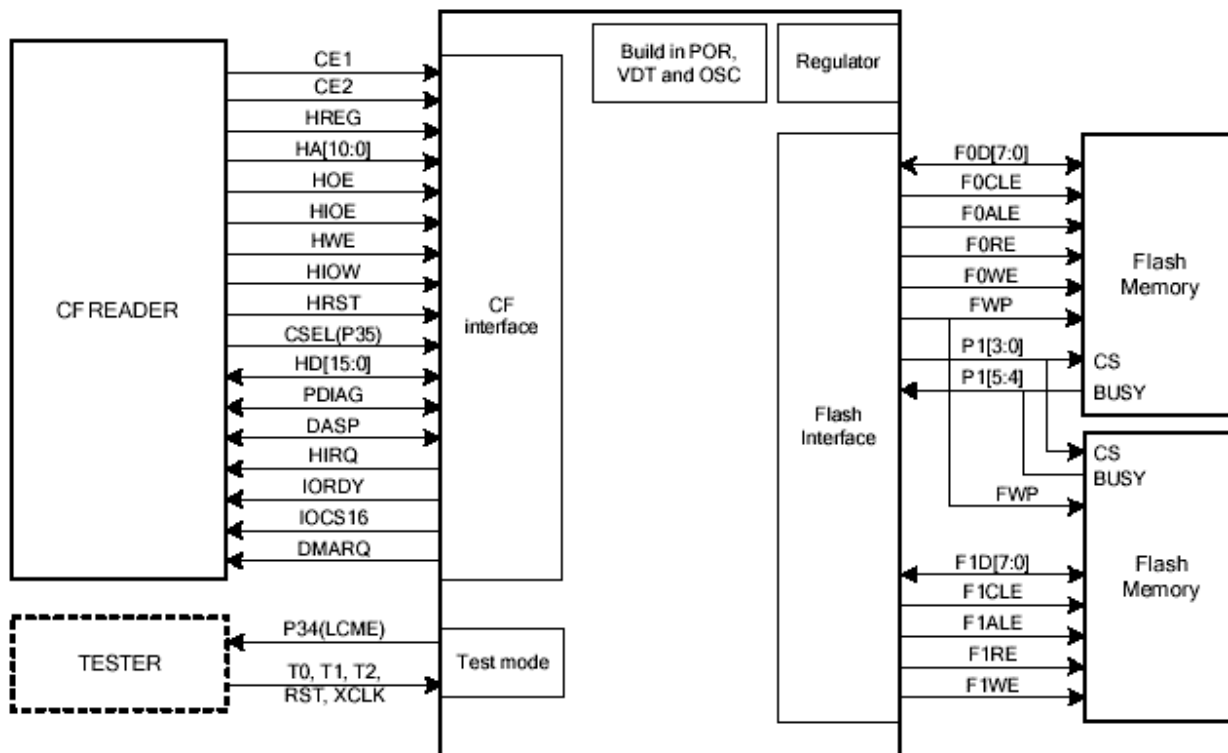 CF READER
CE1
CE2
HREG
HA[10:0]
HOE
HIOE
HWE
HIOW
HRST
CSEL(P35)
HD[15:0]
PDIAG
DASP
HIRQ
IORDY
IOCS16
DMARQ
CF
interface
TESTER
P34(LCME)
T0, T1, T2,
RST, XCLK
Test mode
Build in POR,
VDT and OSC
Regulator
Flash
Interface
F0D[7:0]
F0CLE
F0ALE
F0RE
F0WE
FWP
P1[3:0]
P1[5:4]
Flash
Memory
CS
BUSY
CS
BUSY
FWP
F1D[7:0]
F1CLE
F1ALE
F1RE
F1WE
Flash
Memory